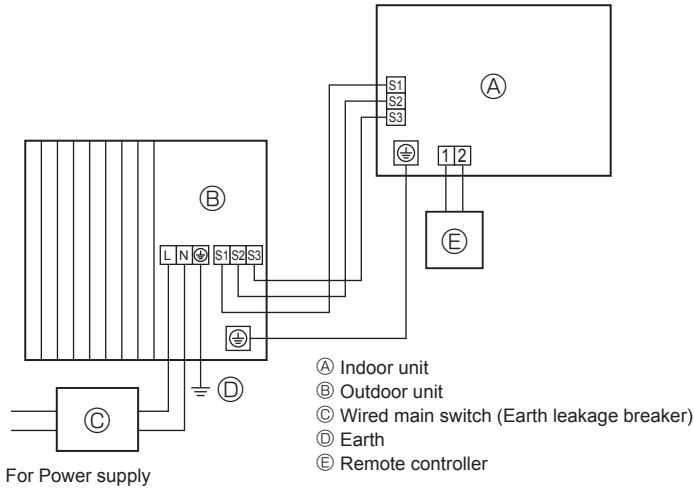 S1
S2
S3
Ⓐ
1 2
Ⓑ
Ⓔ
L N S1 S2 S3
Ⓓ
Ⓒ
For Power supply
Ⓐ Indoor unit
Ⓑ Outdoor unit
Ⓒ Wired main switch (Earth leakage breaker)
Ⓓ Earth
Ⓔ Remote controller